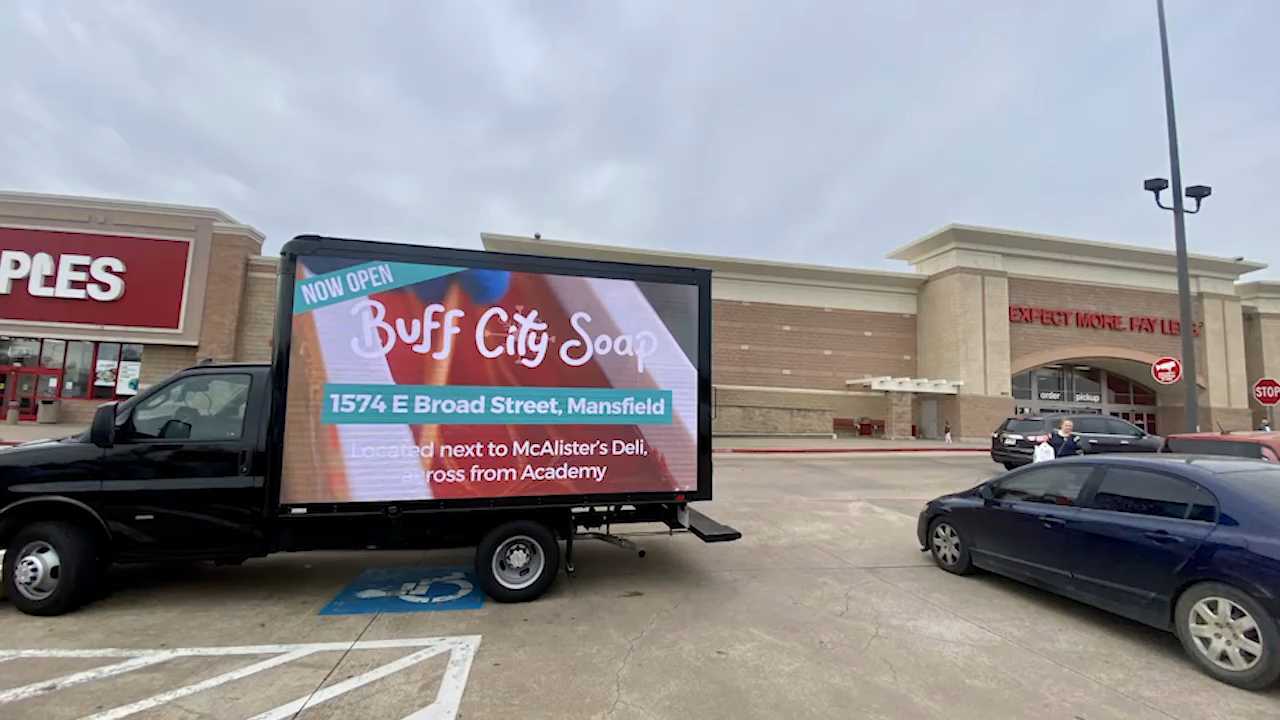 PLES
NOW OPEN
Buff City Soap
1574 E Broad Street, Mansfield
Located next to McAlister's Deli,
across from Academy
EXPECT MORE. PAY LESS
order pickup
STOP